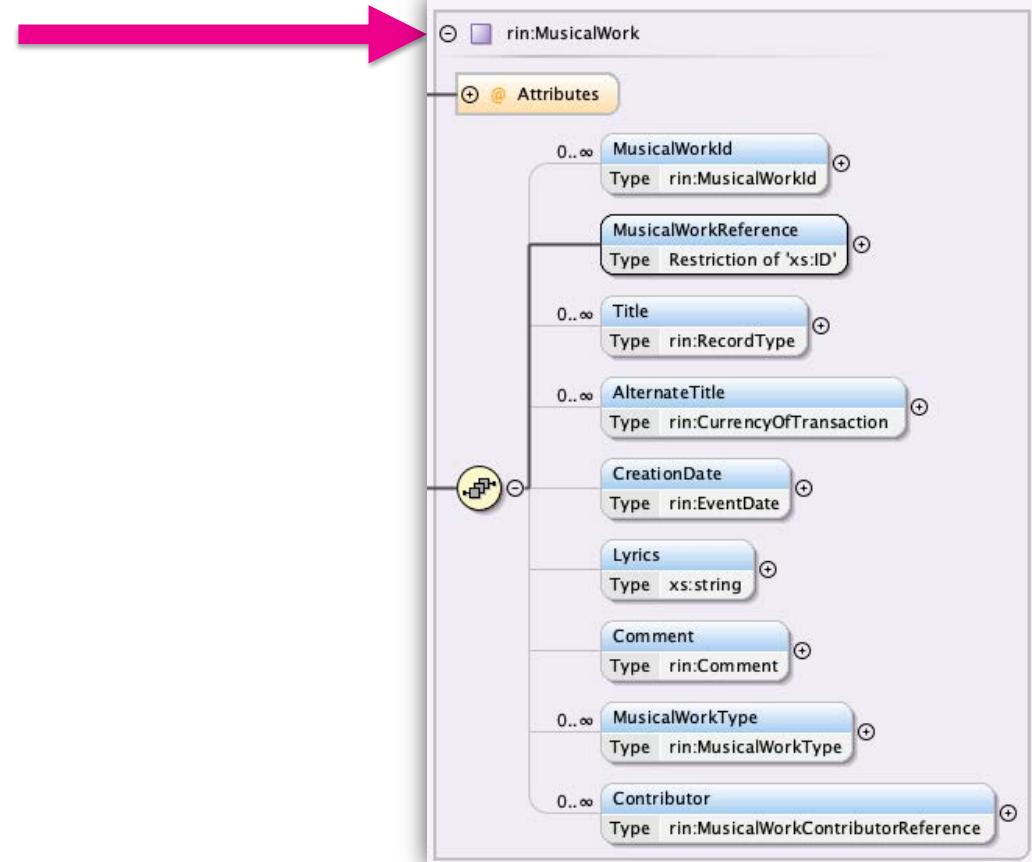 rin:MusicalWork
@ Attributes
0..∞ MusicalWorkId
Type rin:MusicalWorkId
MusicalWorkReference
Type Restriction of 'xs:ID'
0..∞ Title
Type rin:RecordType
0..∞ AlternateTitle
Type rin:CurrencyOfTransaction
CreationDate
Type rin:EventDate
Lyrics
Type xs:string
Comment
Type rin:Comment
0..∞ MusicalWorkType
Type rin:MusicalWorkType
0..∞ Contributor
Type rin:MusicalWorkContributorReference